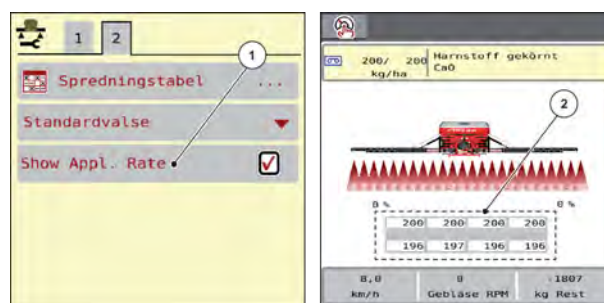 1 2
1
Spredningstabel ...
Standardvalse
Show Appl. Rate
200/ 200
kg/ha
Harnstoff gekörnt
CaO
2
0 % 0 %
200 200 200 200
196 197 196 196
8,0 0 -1807
km/h Gebläse RPM kg Rest